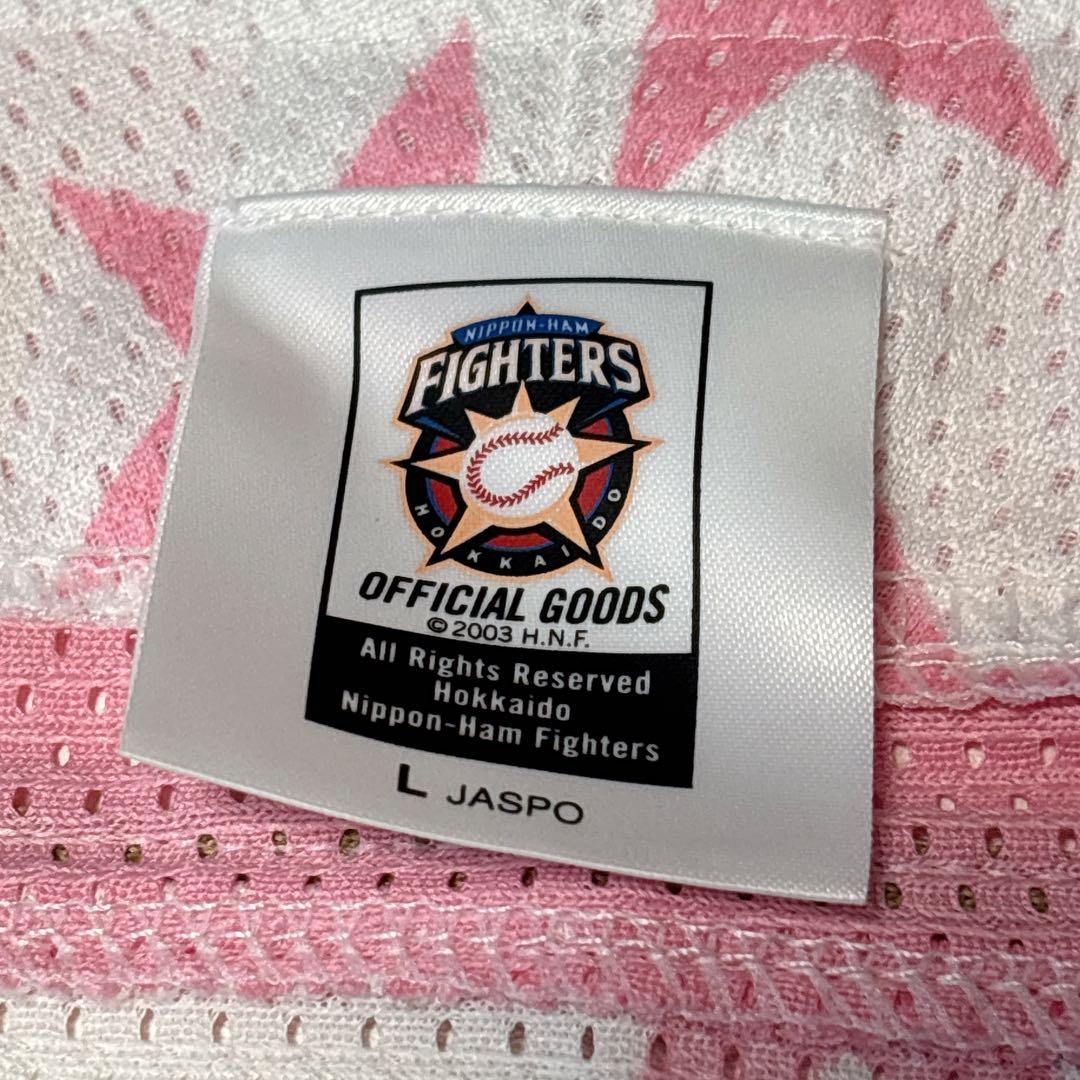 NIPPON-HAM
FIGHTERS
HOKKAIDO
OFFICIAL GOODS
©2003 H.N.F.
All Rights Reserved
Hokkaido
Nippon-Ham Fighters
L JASPO